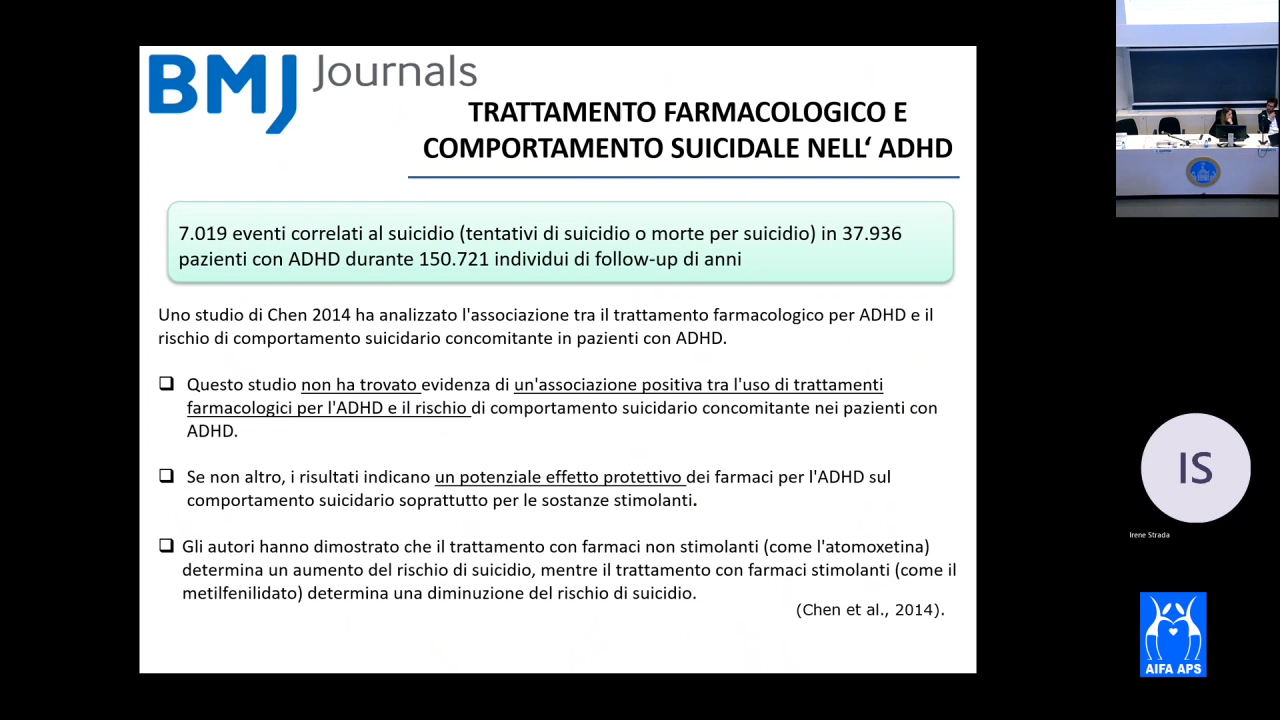 BMJ Journals
TRATTAMENTO FARMACOLOGICO E
COMPORTAMENTO SUICIDALE NELL‘ ADHD
7.019 eventi correlati al suicidio (tentativi di suicidio o morte per suicidio) in 37.936
pazienti con ADHD durante 150.721 individui di follow-up di anni
Uno studio di Chen 2014 ha analizzato l'associazione tra il trattamento farmacologico per ADHD e il
rischio di comportamento suicidario concomitante in pazienti con ADHD.
❑ Questo studio non ha trovato evidenza di un'associazione positiva tra l'uso di trattamenti
farmacologici per l'ADHD e il rischio di comportamento suicidario concomitante nei pazienti con
ADHD.
❑ Se non altro, i risultati indicano un potenziale effetto protettivo dei farmaci per l'ADHD sul
comportamento suicidario soprattutto per le sostanze stimolanti.
❑ Gli autori hanno dimostrato che il trattamento con farmaci non stimolanti (come l'atomoxetina)
determina un aumento del rischio di suicidio, mentre il trattamento con farmaci stimolanti (come il
metilfenilidato) determina una diminuzione del rischio di suicidio.
(Chen et al., 2014).
IS
Irene Strada
AIFA APS